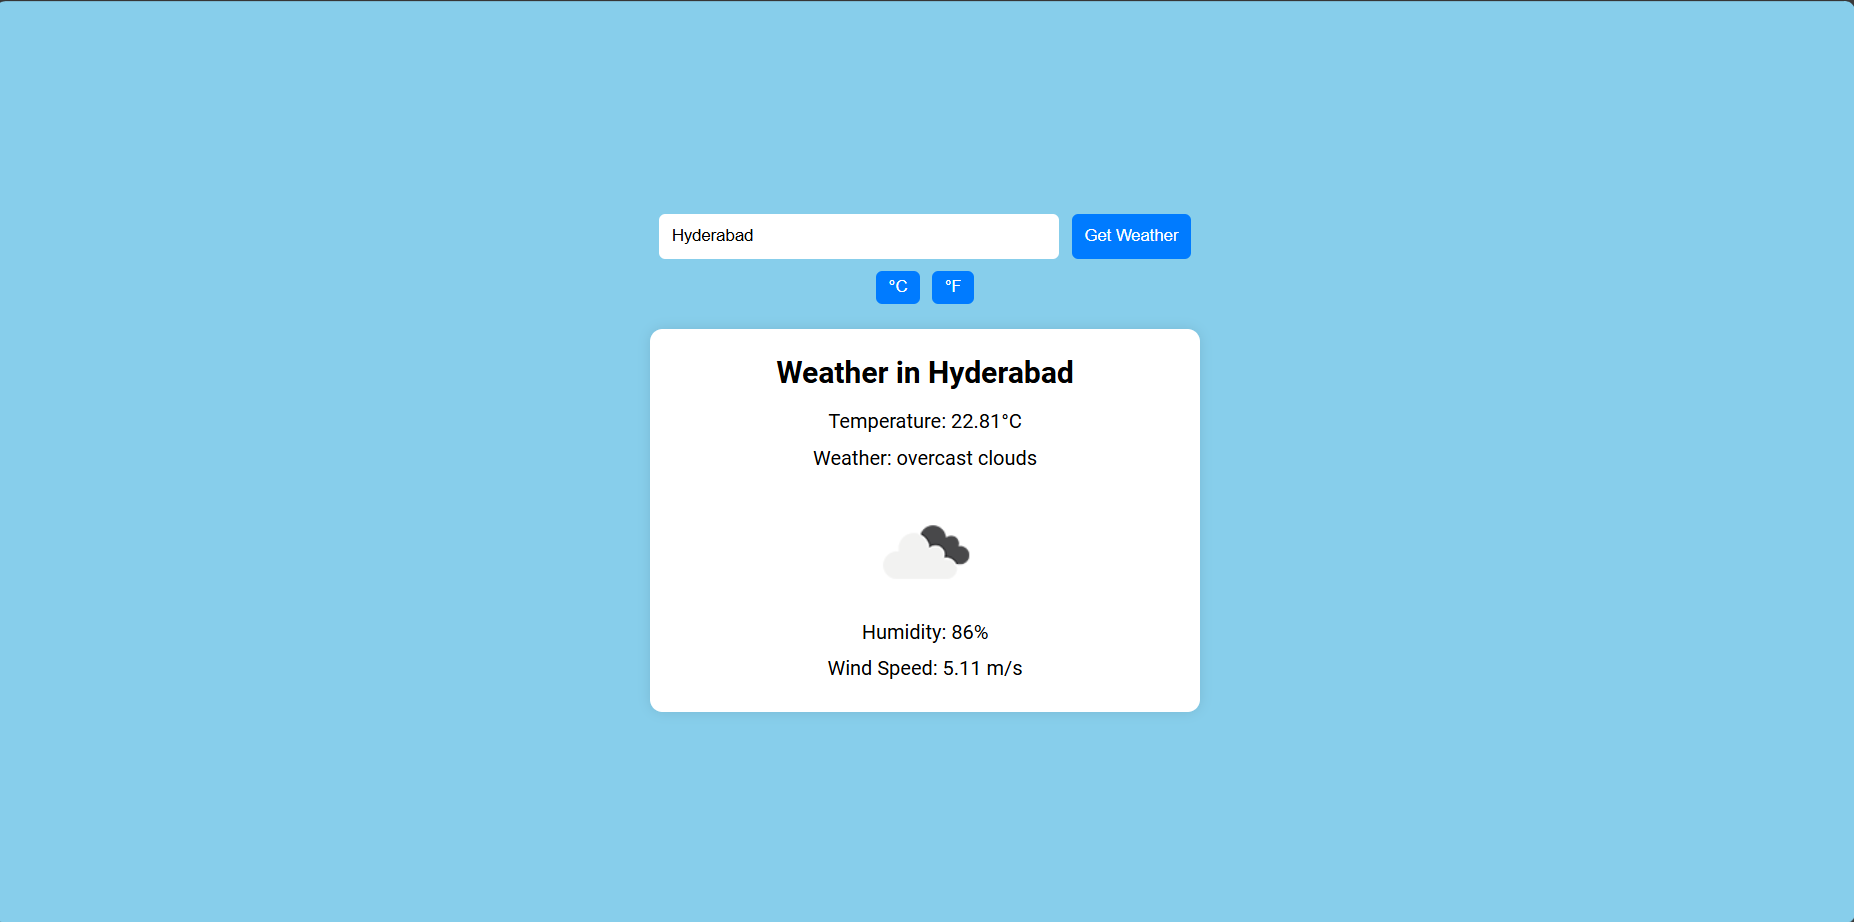 Hyderabad Get Weather
°C °F
Weather in Hyderabad
Temperature: 22.81°C
Weather: overcast clouds
Humidity: 86%
Wind Speed: 5.11 m/s